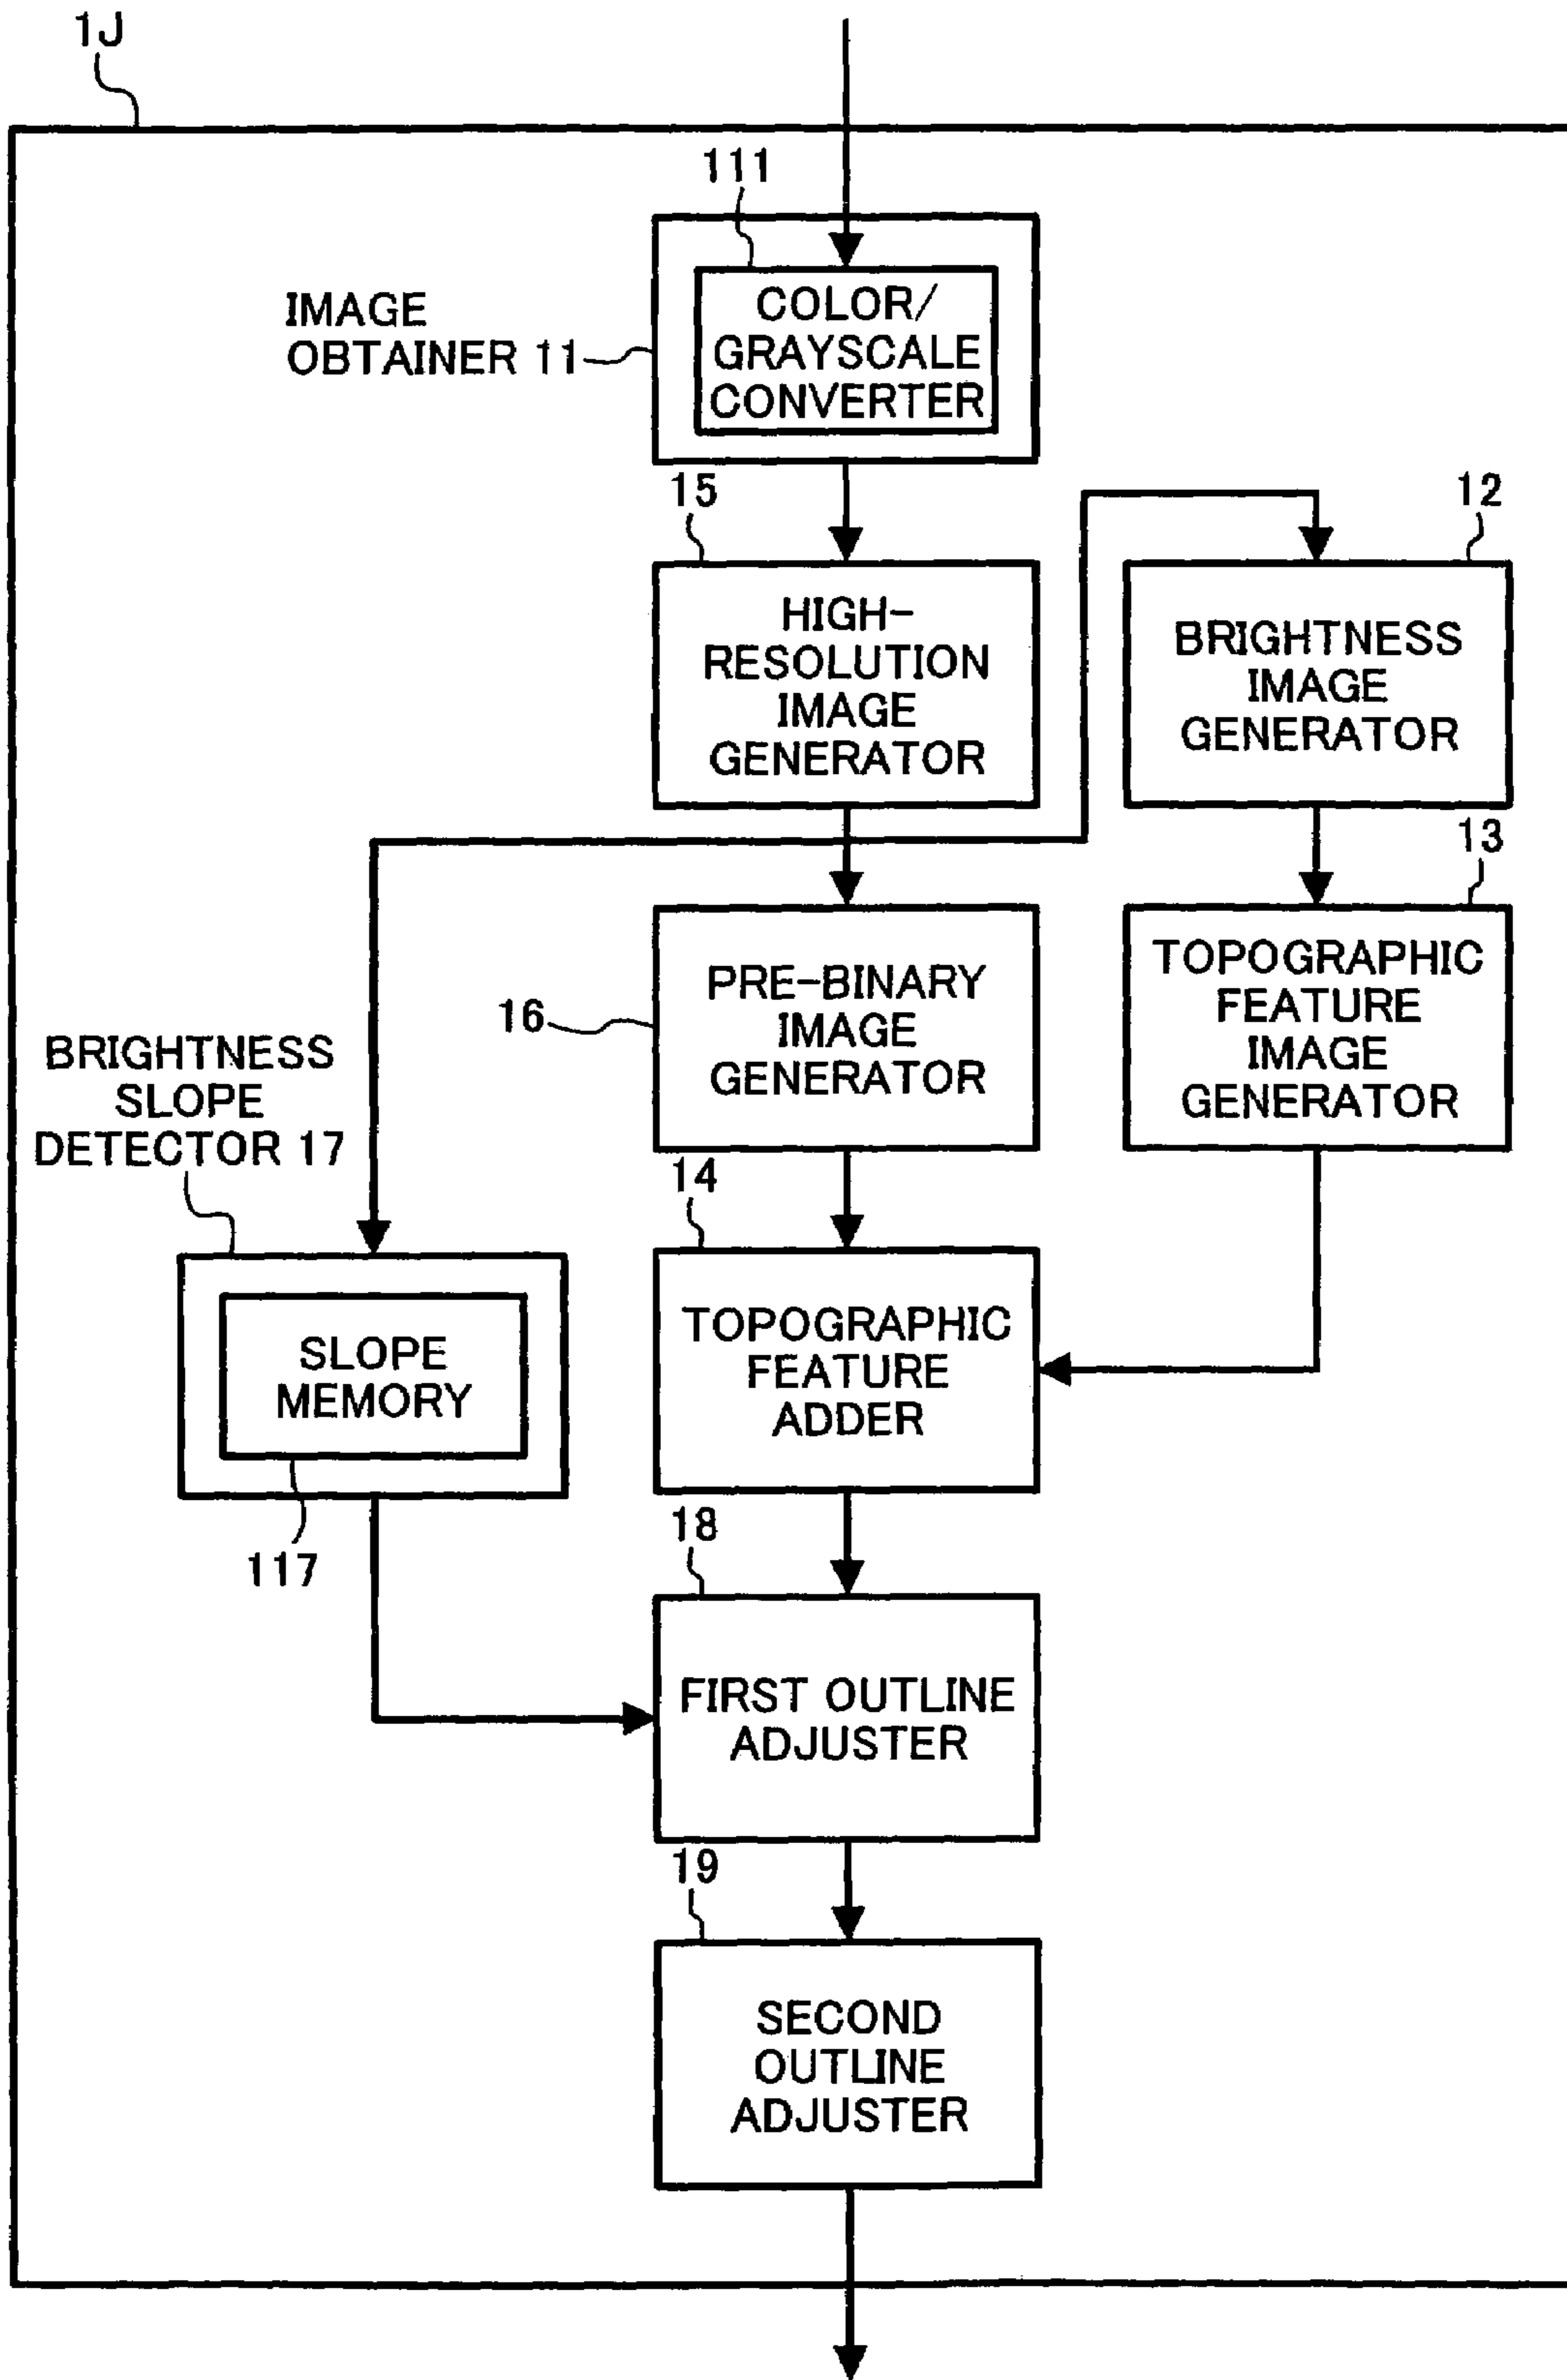 1J
111
IMAGE
OBTAINER 11
COLOR/
GRAYSCALE
CONVERTER
15
12
HIGH-
RESOLUTION
IMAGE
GENERATOR
BRIGHTNESS
IMAGE
GENERATOR
13
16
PRE-BINARY
IMAGE
GENERATOR
TOPOGRAPHIC
FEATURE
IMAGE
GENERATOR
BRIGHTNESS
SLOPE
DETECTOR 17
14
SLOPE
MEMORY
117
TOPOGRAPHIC
FEATURE
ADDER
18
FIRST OUTLINE
ADJUSTER
19
SECOND
OUTLINE
ADJUSTER